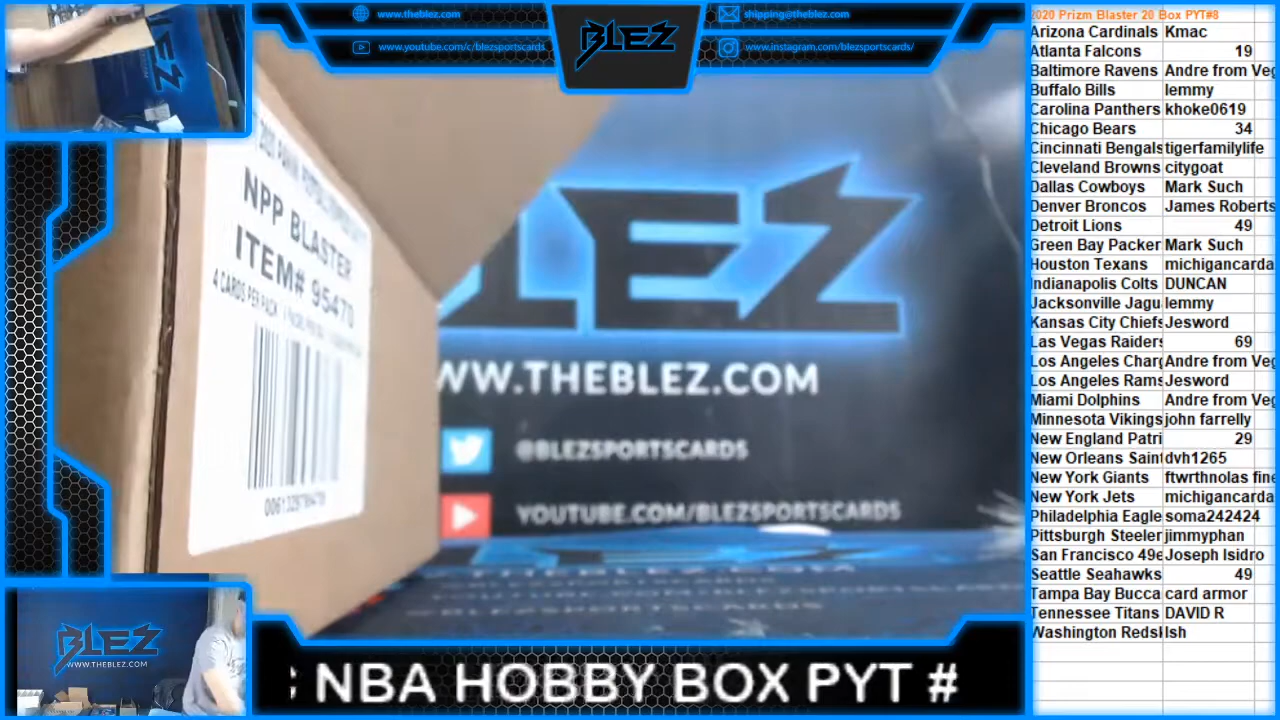 www.theblez.com
www.youtube.com/c/blezsportscards
BLEZ
shipping@theblez.com
www.instagram.com/blezsportscards/
NPP BLASTER
ITEM# 95470
4 CARDS PER PACK
BLEZ
WWW.THEBLEZ.COM
@BLEZSPORTSCARDS
YOUTUBE.COM/BLEZSPORTSCARDS
BLEZ
WWW.THEBLEZ.COM
: NBA HOBBY BOX PYT #
2020 Prizm Blaster 20 Box PYT#8
Arizona Cardinals Kmac
Atlanta Falcons 19
Baltimore Ravens Andre from Veg
Buffalo Bills lemmy
Carolina Panthers khoke0619
Chicago Bears 34
Cincinnati Bengals tigerfamilylife
Cleveland Browns citygoat
Dallas Cowboys Mark Such
Denver Broncos James Roberts
Detroit Lions 49
Green Bay Packer Mark Such
Houston Texans michigancarda
Indianapolis Colts DUNCAN
Jacksonville Jagu lemmy
Kansas City Chiefs Jesword
Las Vegas Raiders 69
Los Angeles Charg Andre from Veg
Los Angeles Rams Jesword
Miami Dolphins Andre from Veg
Minnesota Vikings john farrelly
New England Patri 29
New Orleans Saint dvh1265
New York Giants ftwrthnolas fine
New York Jets michigancarda
Philadelphia Eagle soma242424
Pittsburgh Steeler jimmyphan
San Francisco 49e Joseph Isidro
Seattle Seahawks 49
Tampa Bay Bucca card armor
Tennessee Titans DAVID R
Washington Redsk Ish